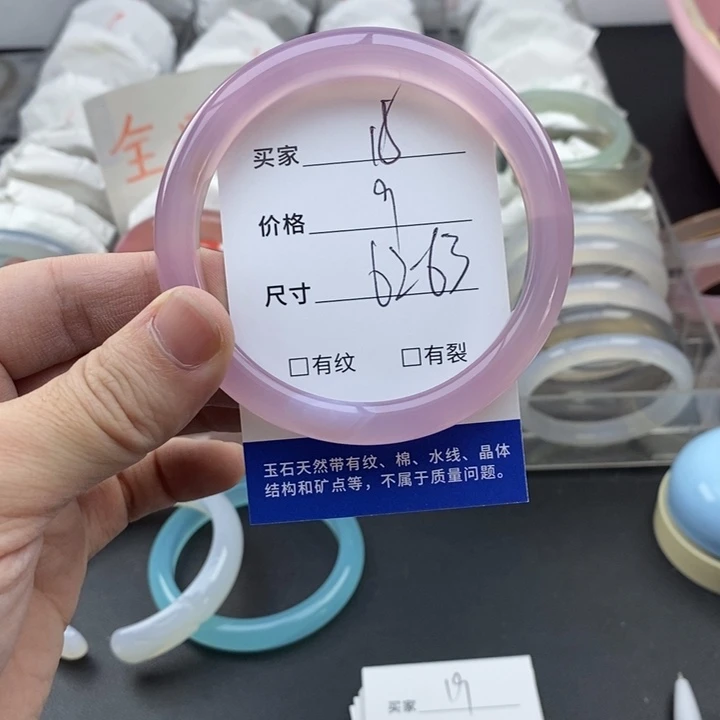 全
买家 18
价格 9
尺寸 62-63
□有纹 □有裂
玉石天然带有纹、棉、水线、晶体
结构和矿点等，不属于质量问题。
买家 19